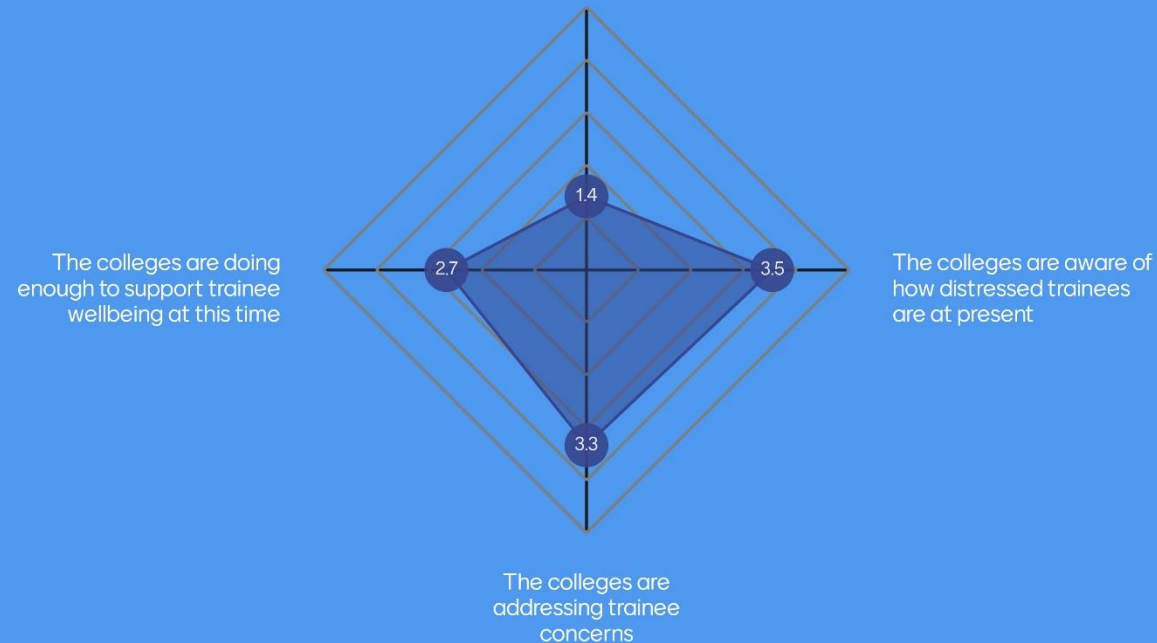 1.4
The colleges are doing
enough to support trainee
wellbeing at this time
2.7
3.5
The colleges are aware of
how distressed trainees
are at present
3.3
The colleges are
addressing trainee
concerns